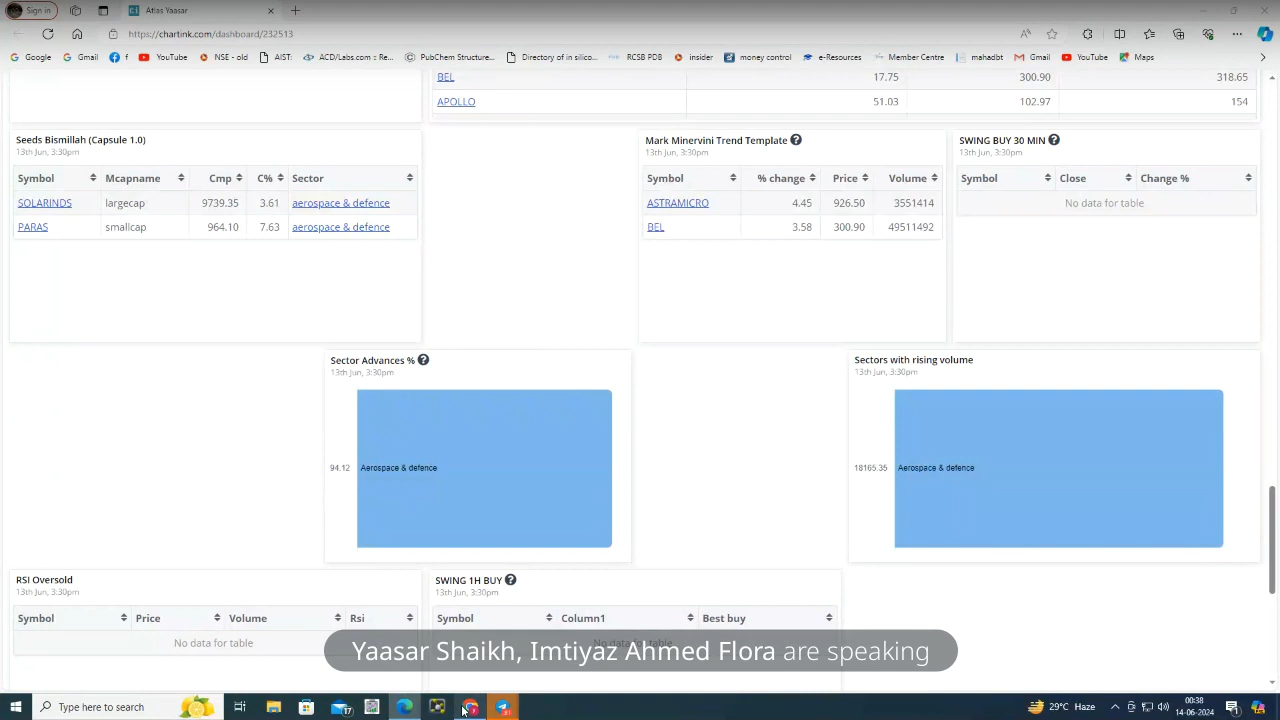 Sign in
Atlas Yaasar
https://chartink.com/dashboard/232513
Google Gmail f YouTube NSE - old AIST: ACD/Labs - - Re... PubChem Structure... Directory of in silico... RCSB PDB insider money control e-Resources Member Centre mahadbt Gmail YouTube Maps
BEL 17.75 300.90 318.65
APOLLO 51.03 102.97 154
Seeds Bismillah (Capsule 1.0)
13th Jun, 3:30pm
Symbol Mcapname Cmp C% Sector
SOLARINDS largecap 9739.35 3.61 aerospace & defence
PARAS smallcap 964.10 7.63 aerospace & defence
Mark Minervini Trend Template
13th Jun, 3:30pm
Symbol % change Price Volume
ASTRAMICRO 4.45 926.50 3551414
BEL 3.58 300.90 49511492
SWING BUY 30 MIN
13th Jun, 3:30pm
Symbol Close Change %
No data for table
Sector Advances %
13th Jun, 3:30pm
94.12 Aerospace & defence
Sectors with rising volume
13th Jun, 3:30pm
18165.35 Aerospace & defence
RSI Oversold
13th Jun, 3:30pm
Symbol Price Volume Rsi
No data for table
SWING 1H BUY
13th Jun, 3:30pm
Symbol Column1 Best buy
No data for table
Yaasar Shaikh, Imtiyaz Ahmed Flora are speaking
Type here to search
17
29°C Haze
00:38
14-06-2024